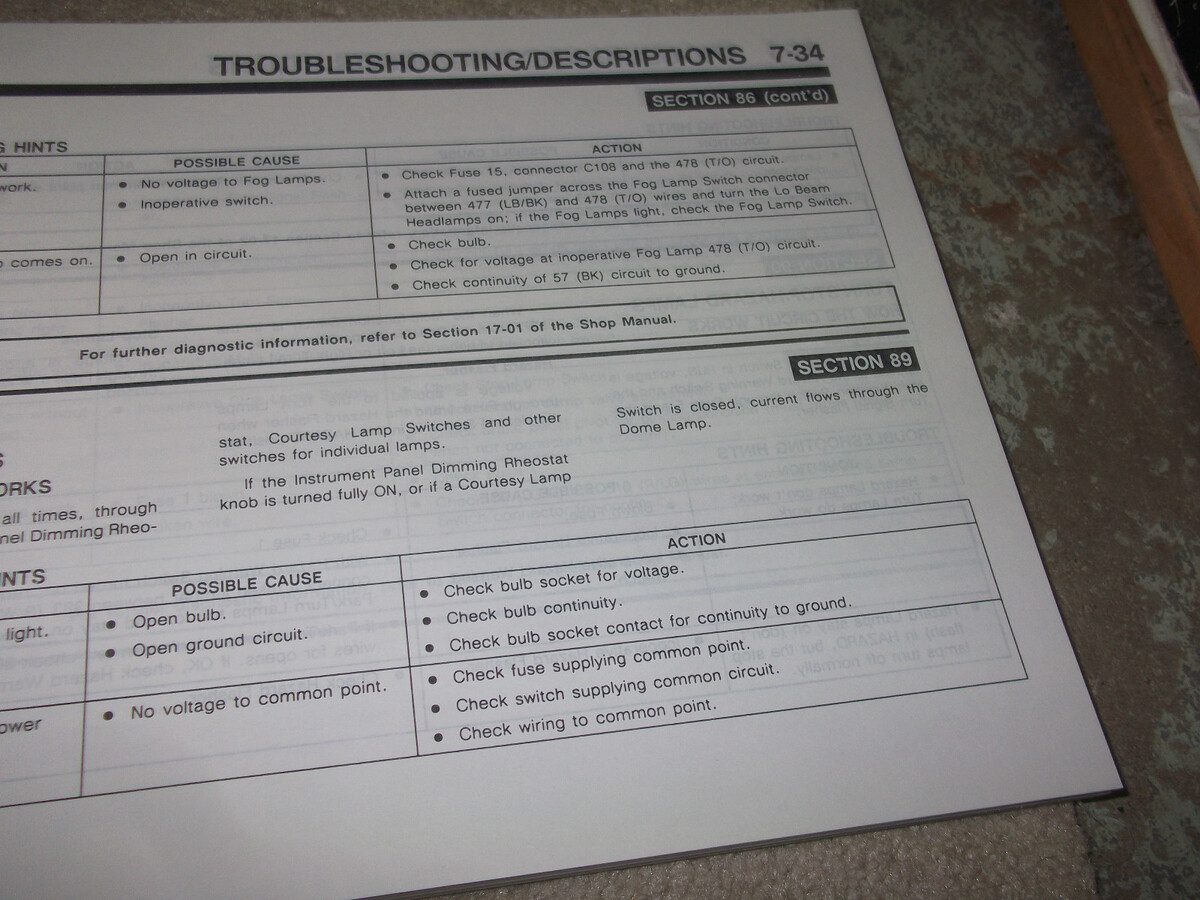 TROUBLESHOOTING/DESCRIPTIONS 7-34
SECTION 86 (cont'd)
HINTS
POSSIBLE CAUSE
ACTION
work.
• No voltage to Fog Lamps.
• Inoperative switch.
• Check Fuse 15, connector C108 and the 478 (T/O) circuit.
• Attach a fused jumper across the Fog Lamp Switch connector
between 477 (LB/BK) and 478 (T/O) wires and turn the Lo Beam
Headlamps on; if the Fog Lamps light, check the Fog Lamp Switch.
comes on.
• Open in circuit.
• Check bulb.
• Check for voltage at inoperative Fog Lamp 478 (T/O) circuit.
• Check continuity of 57 (BK) circuit to ground.
For further diagnostic information, refer to Section 17-01 of the Shop Manual.
SECTION 89
S
ORKS
all times, through
nel Dimming Rheo-
stat, Courtesy Lamp Switches and other
switches for individual lamps.
If the Instrument Panel Dimming Rheostat
knob is turned fully ON, or if a Courtesy Lamp
Switch is closed, current flows through the
Dome Lamp.
INTS
POSSIBLE CAUSE
ACTION
light.
• Open bulb.
• Open ground circuit.
• Check bulb socket for voltage.
• Check bulb continuity.
• Check bulb socket contact for continuity to ground.
ower
• No voltage to common point.
• Check fuse supplying common point.
• Check switch supplying common circuit.
• Check wiring to common point.